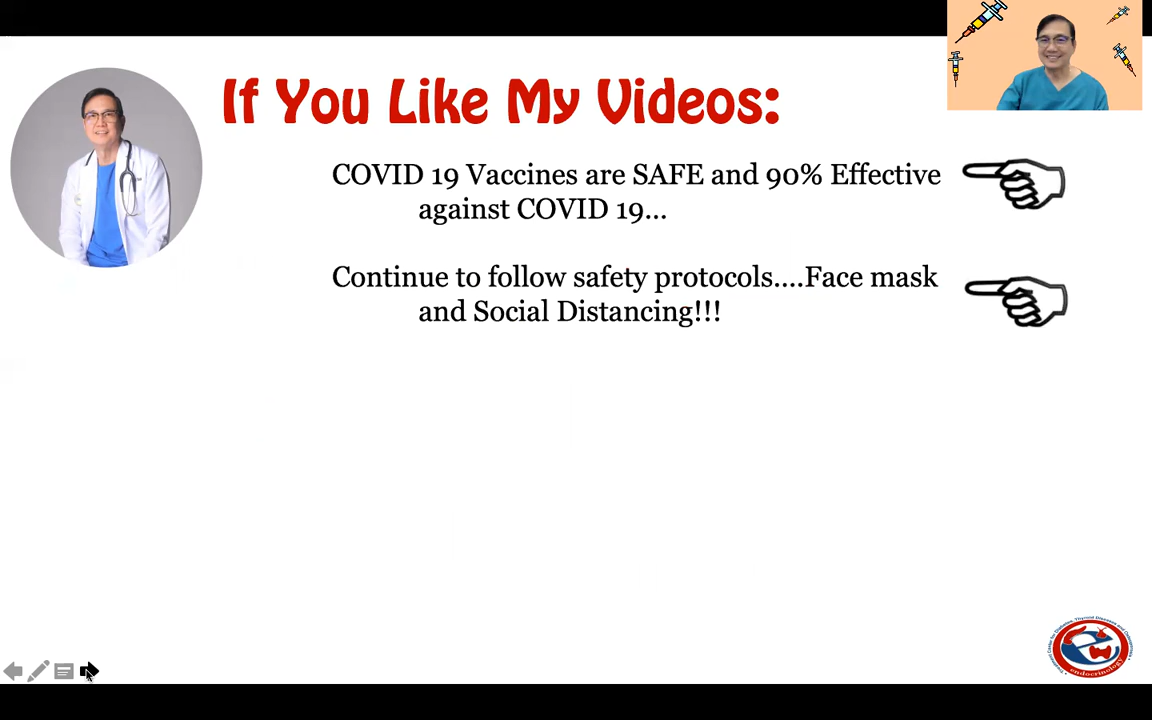 If You Like My Videos:
COVID 19 Vaccines are SAFE and 90% Effective
against COVID 19...
Continue to follow safety protocols....Face mask
and Social Distancing!!!
endocrinology